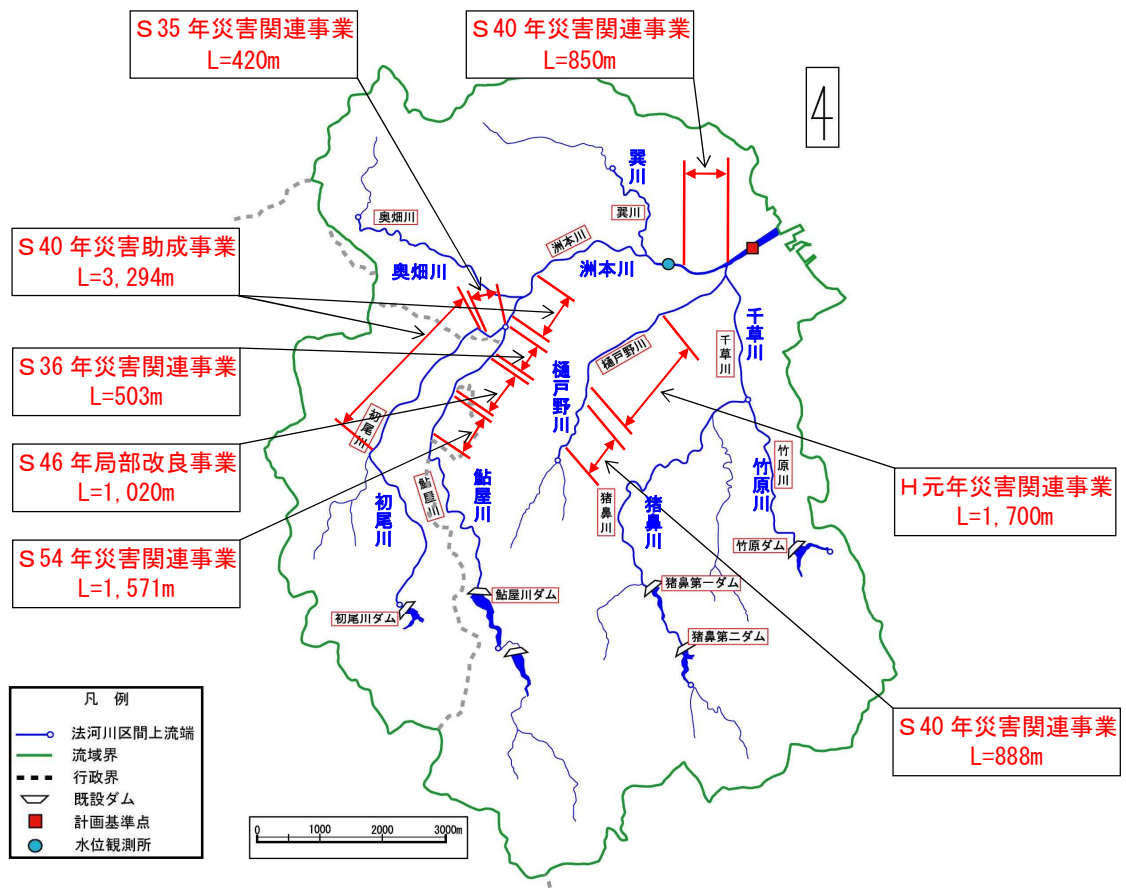 S35年災害関連事業
L=420m
S40年災害関連事業
L=850m
4
巽川
奥畑川
巽川
洲本川
S40年災害助成事業
L=3,294m
奥畑川
洲本川
千草川
S36年災害関連事業
L=503m
樋戸野川
千草川
樋戸野川
初尾川
S46年局部改良事業
L=1,020m
鮎屋川
鮎屋川
初尾川
猪鼻川
猪鼻川
竹原川
竹原川
H元年災害関連事業
L=1,700m
S54年災害関連事業
L=1,571m
竹原ダム
猪鼻第一ダム
鮎屋川ダム
初尾川ダム
猪鼻第二ダム
S40年災害関連事業
L=888m
凡 例
法河川区間上流端
流域界
行政界
既設ダム
計画基準点
水位観測所
0 1000 2000 3000m